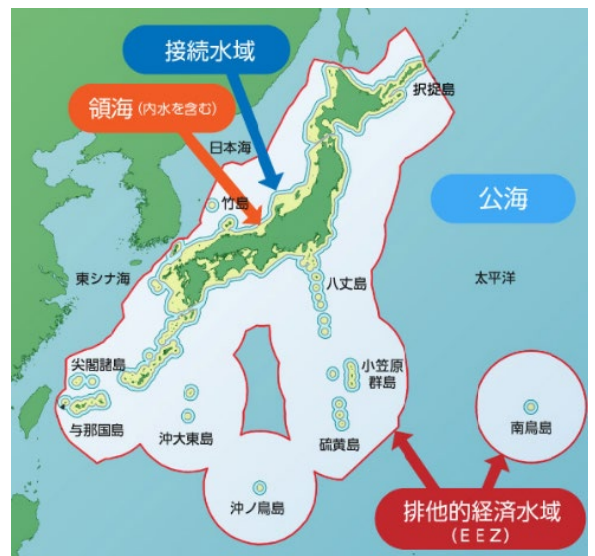 接続水域
択捉島
領海(内水を含む)
日本海
竹島
公海
東シナ海
八丈島
太平洋
尖閣諸島
小笠原
群島
与那国島
沖大東島
硫黄島
南鳥島
沖ノ鳥島
排他的経済水域
(EEZ)